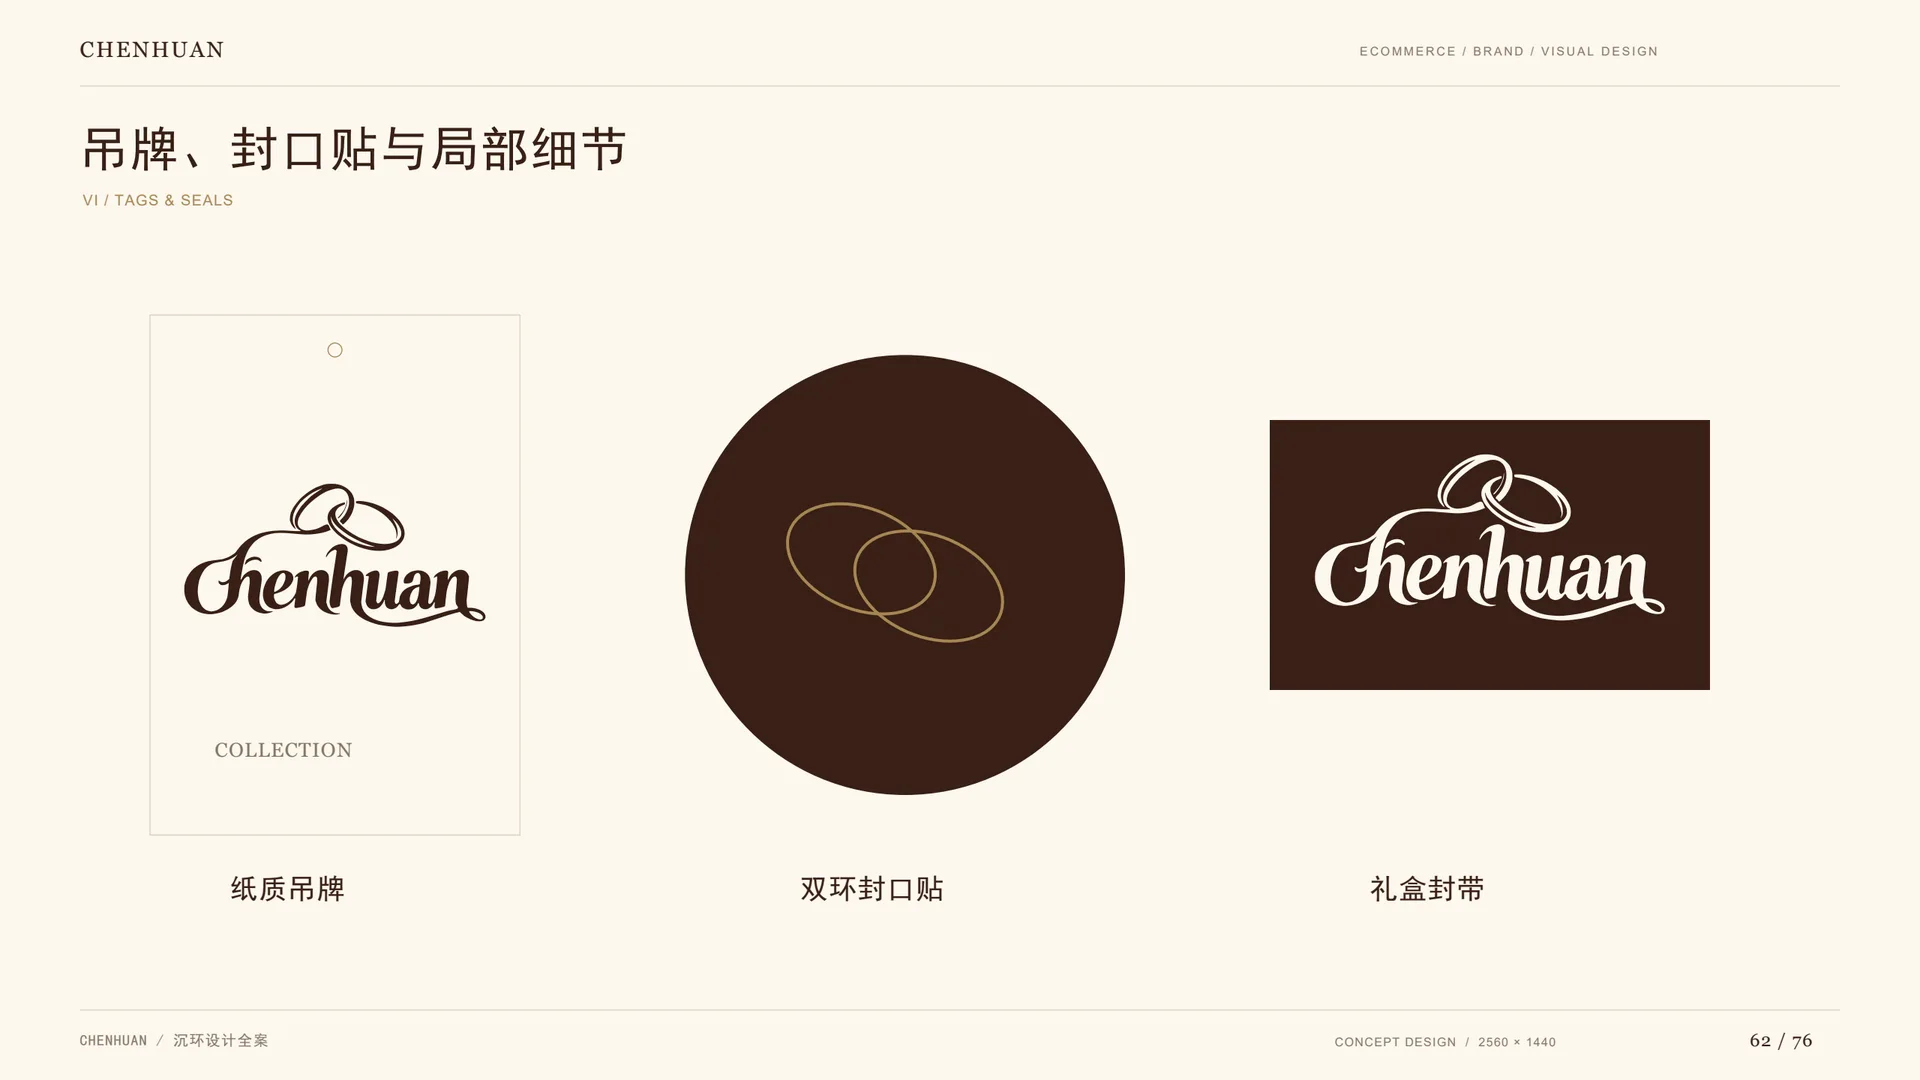 CHENHUAN
ECOMMERCE / BRAND / VISUAL DESIGN
吊牌、封口贴与局部细节
VI / TAGS & SEALS
Chenhuan
COLLECTION
Chenhuan
纸质吊牌
双环封口贴
礼盒封带
CHENHUAN / 沉环设计全案
CONCEPT DESIGN / 2560 × 1440
62 / 76